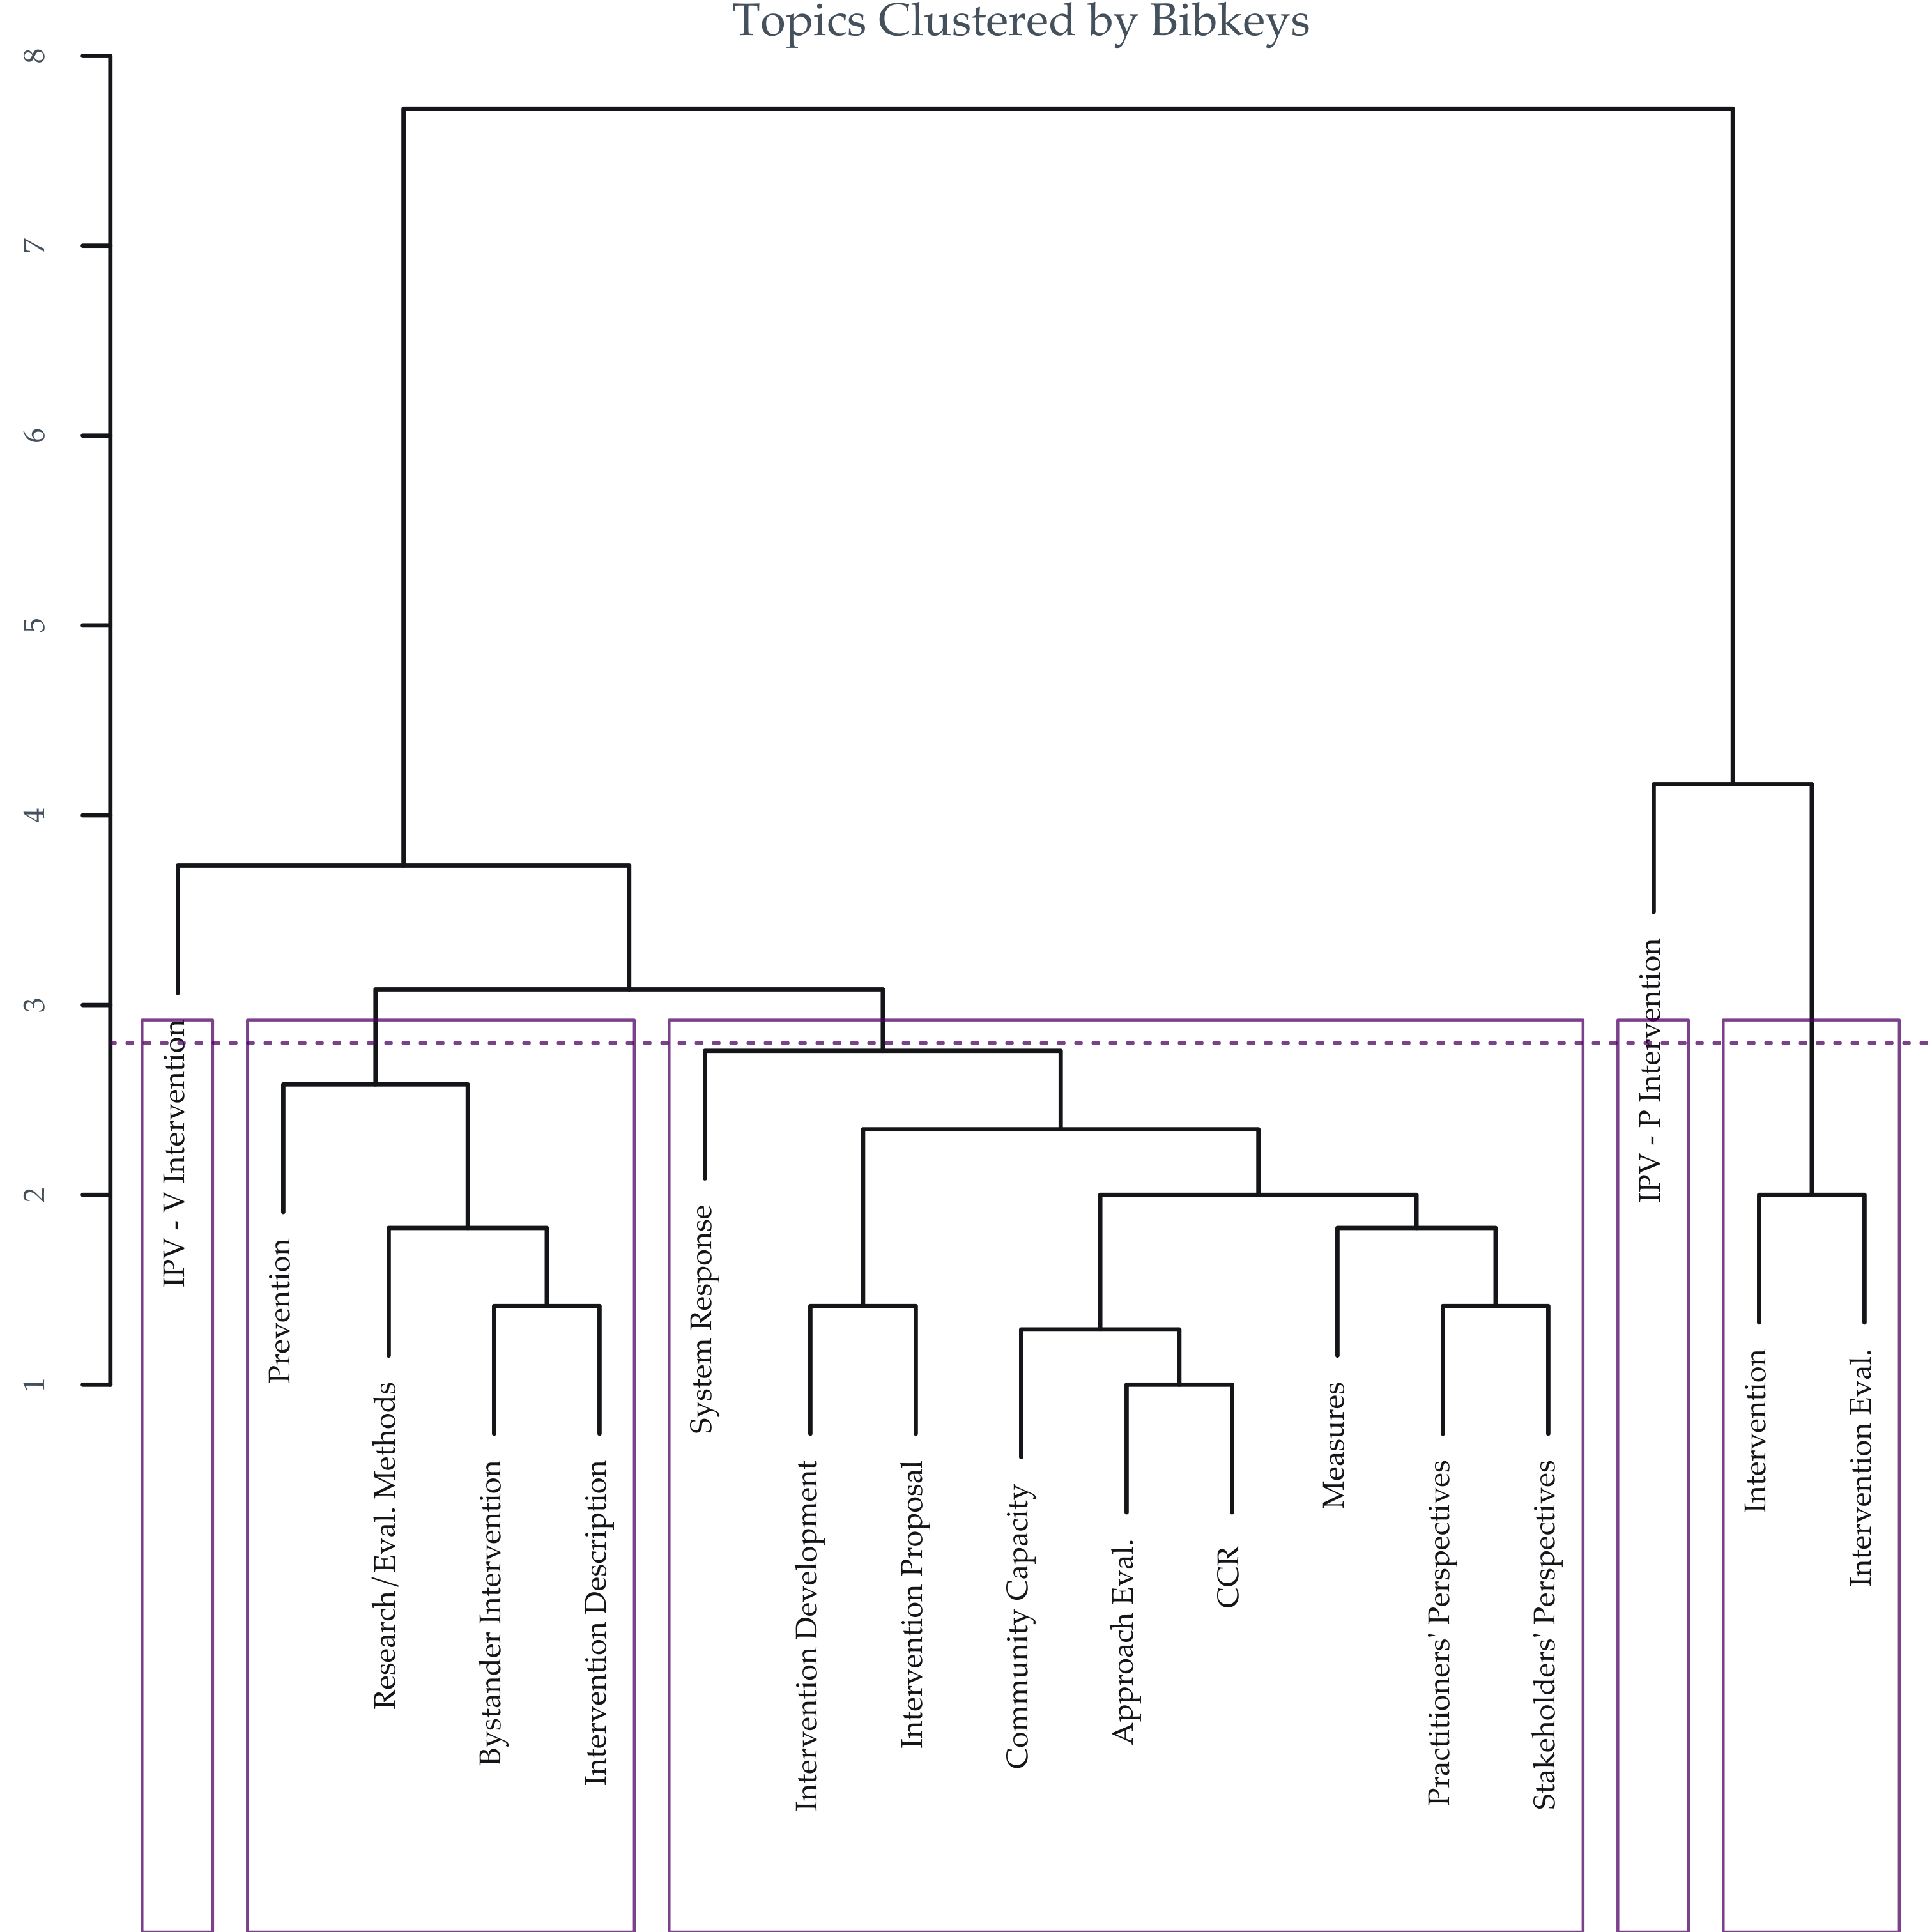 Topics Clustered by Bibkeys
8
7
6
5
4
3
2
1
IPV - V Intervention
Prevention
Research/Eval. Methods
Bystander Intervention
Intervention Description
System Response
Intervention Development
Intervention Proposal
Community Capacity
Approach Eval.
CCR
Measures
Practitioners' Perspectives
Stakeholders' Perspectives
IPV - P Intervention
Intervention
Intervention Eval.